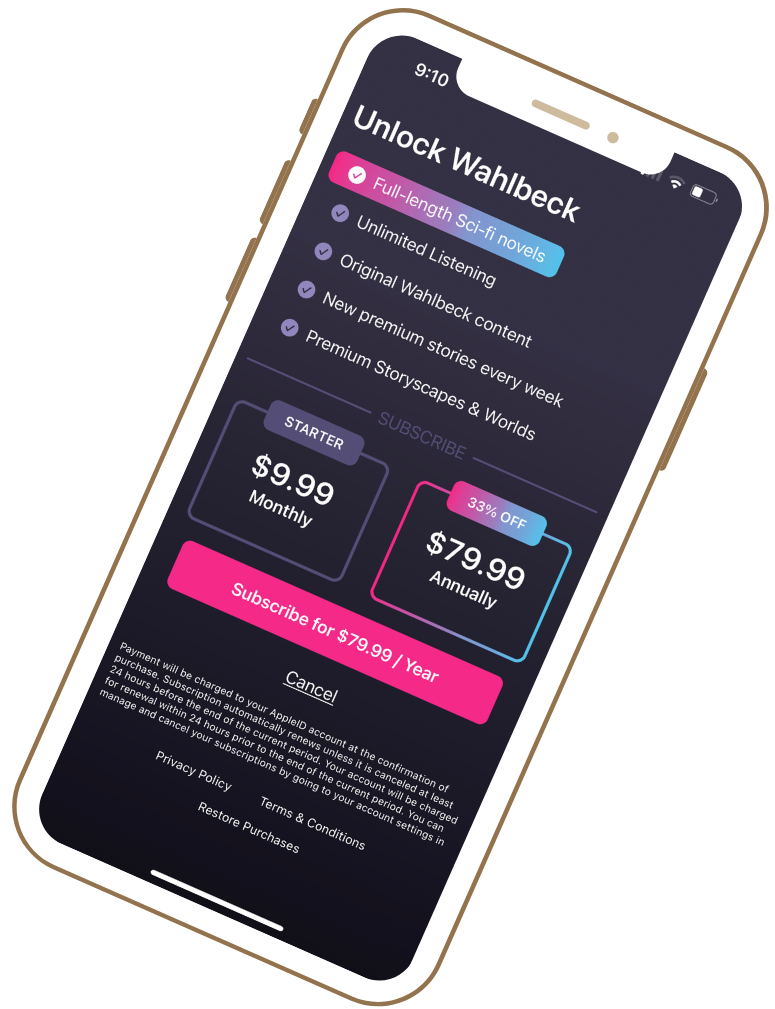 9:10
Unlock Wahlbeck
Full-length Sci-fi novels
Unlimited Listening
Original Wahlbeck content
New premium stories every week
Premium Storyscapes & Worlds
SUBSCRIBE
STARTER
$9.99
Monthly
33% OFF
$79.99
Annually
Subscribe for $79.99 / Year
Cancel
Payment will be charged to your AppleID account at the confirmation of
purchase. Subscription automatically renews unless it is canceled at least
24 hours before the end of the current period. Your account will be charged
for renewal within 24 hours prior to the end of the current period. You can
manage and cancel your subscriptions by going to your account settings in
Privacy Policy
Terms & Conditions
Restore Purchases